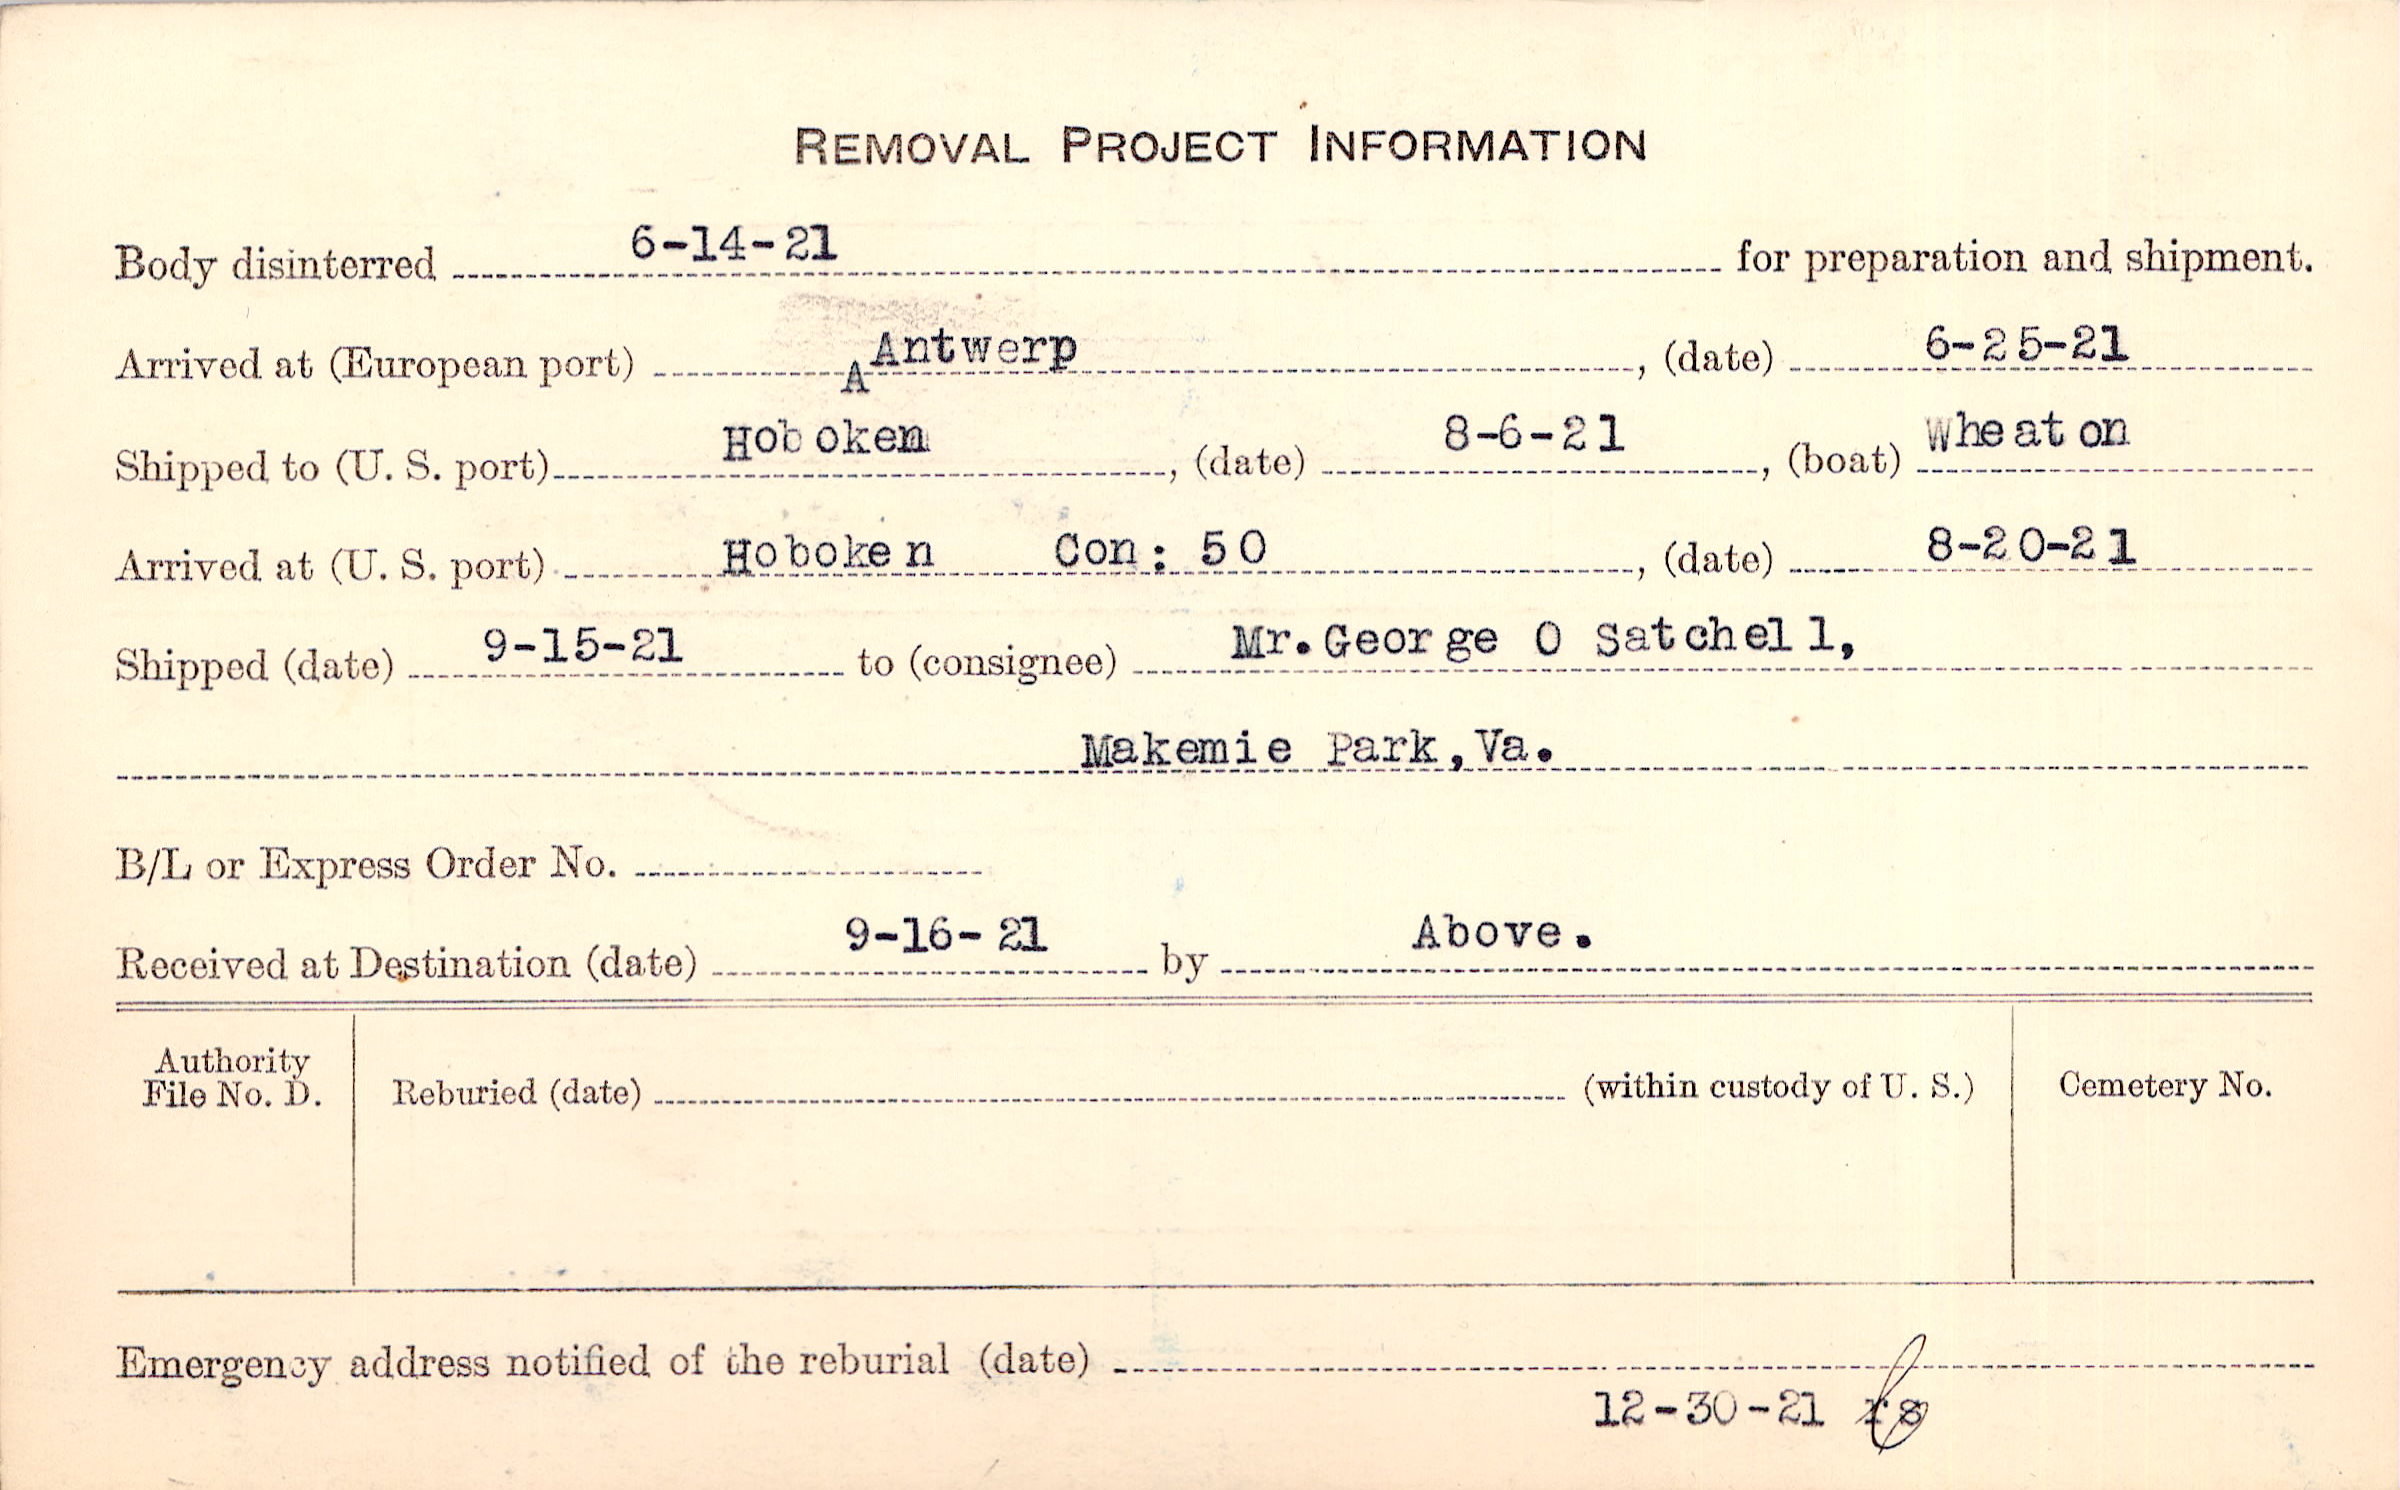 REMOVAL PROJECT INFORMATION
Body disinterred 6-14-21 for preparation and shipment.
Arrived at (European port) A Antwerp, (date) 6-25-21
Shipped to (U. S. port) Hoboken, (date) 8-6-21, (boat) Wheaton
Arrived at (U. S. port) Hoboken Con: 50, (date) 8-20-21
Shipped (date) 9-15-21 to (consignee) Mr.George O Satchell,
Makemie Park,Va.
B/L or Express Order No.
Received at Destination (date) 9-16-21 by Above.
Authority
File No. D.
Reburied (date) (within custody of U. S.)
Cemetery No.
Emergency address notified of the reburial (date)
12-30-21 rs